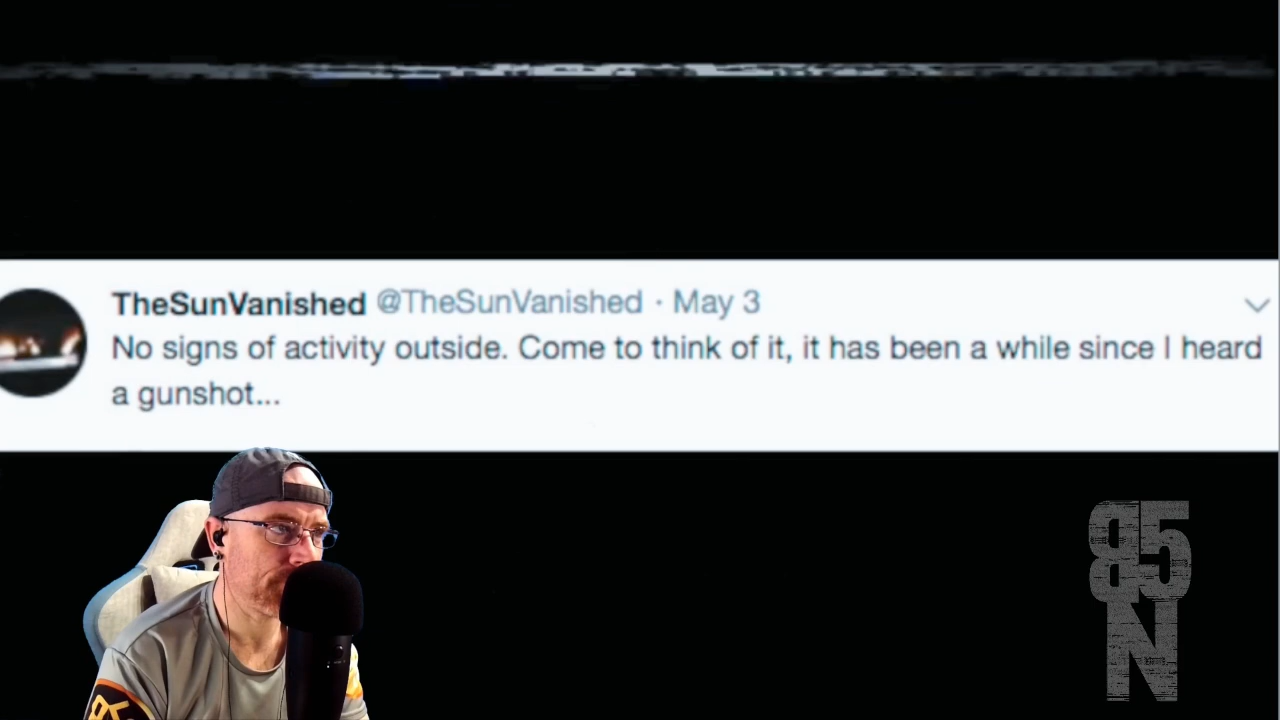 TheSunVanished @TheSunVanished · May 3
No signs of activity outside. Come to think of it, it has been a while since I heard
a gunshot...